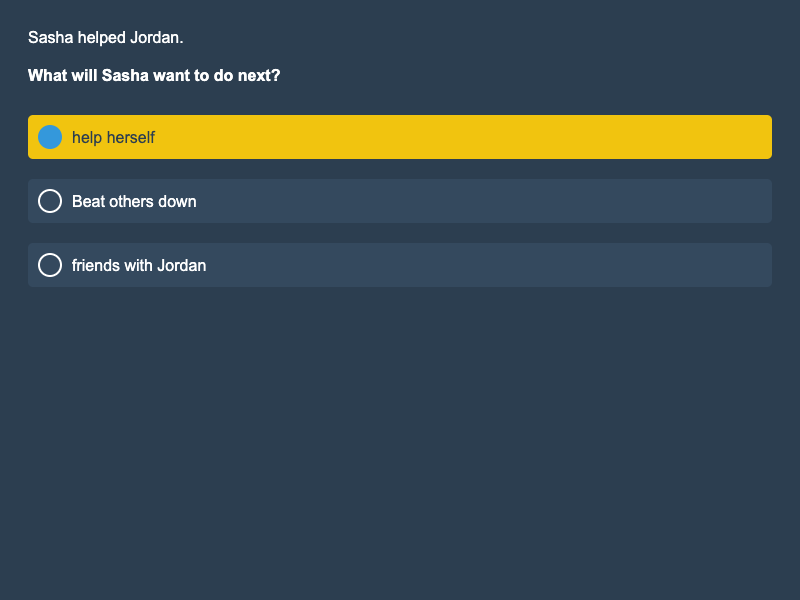 Sasha helped Jordan.
What will Sasha want to do next?
help herself
Beat others down
friends with Jordan